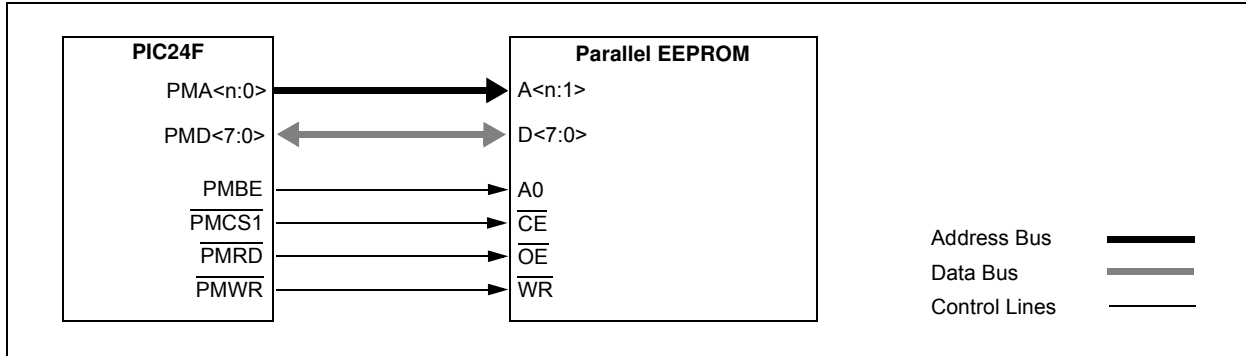 PIC24F
Parallel EEPROM
PMA<n:0>
A<n:1>
PMD<7:0>
D<7:0>
PMBE
A0
PMCS1
CE
PMRD
OE
PMWR
WR
Address Bus
Data Bus
Control Lines